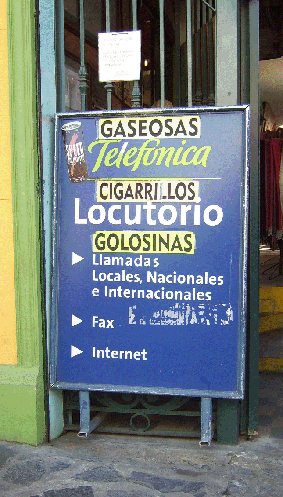 GASEOSAS
Telefónica
CIGARRILLOS
Locutorio
GOLOSINAS
Llamadas
Locales, Nacionales
e Internacionales
Fax
Internet